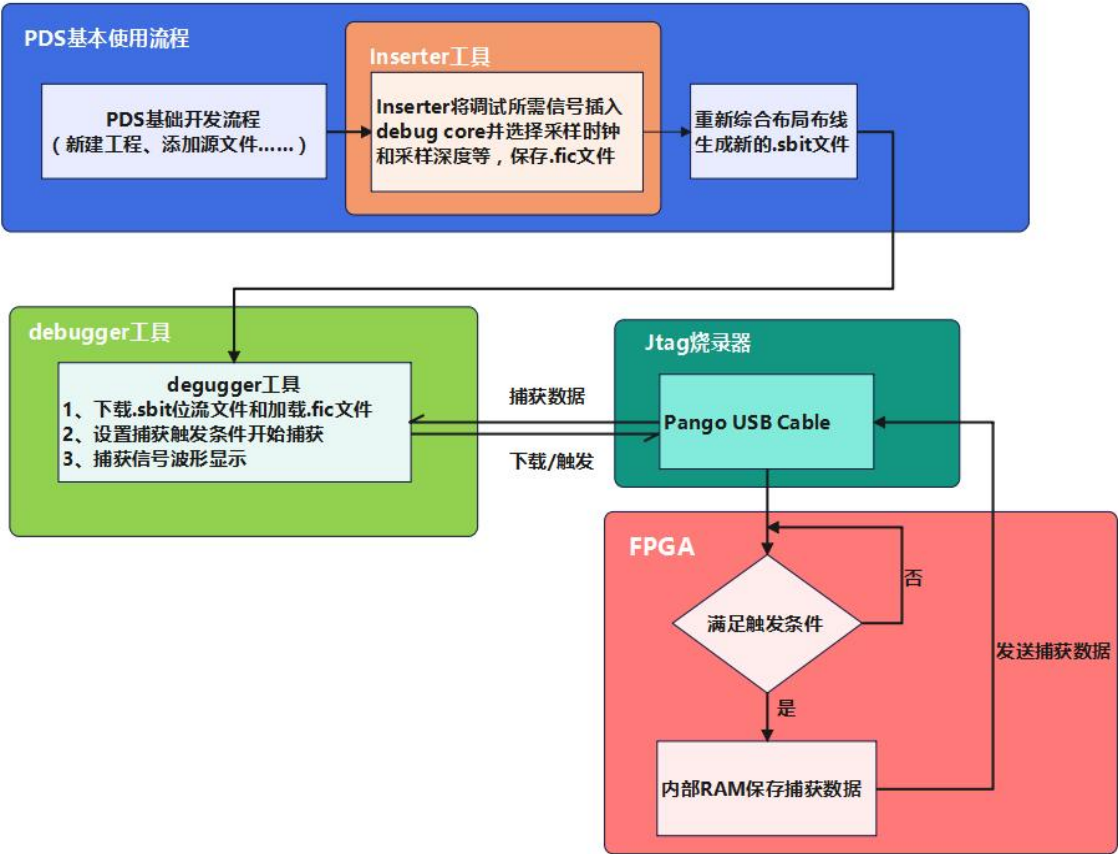 PDS基本使用流程
Inserter工具
PDS基础开发流程
（新建工程、添加源文件……）
Inserter将调试所需信号插入
debug core并选择采样时钟
和采样深度等，保存.fic文件
重新综合布局布线
生成新的.sbit文件
debugger工具
degugger工具
1、下载.sbit位流文件和加载.fic文件
2、设置捕获触发条件开始捕获
3、捕获信号波形显示
捕获数据
下载/触发
Jtag烧录器
Pango USB Cable
FPGA
满足触发条件
否
是
发送捕获数据
内部RAM保存捕获数据